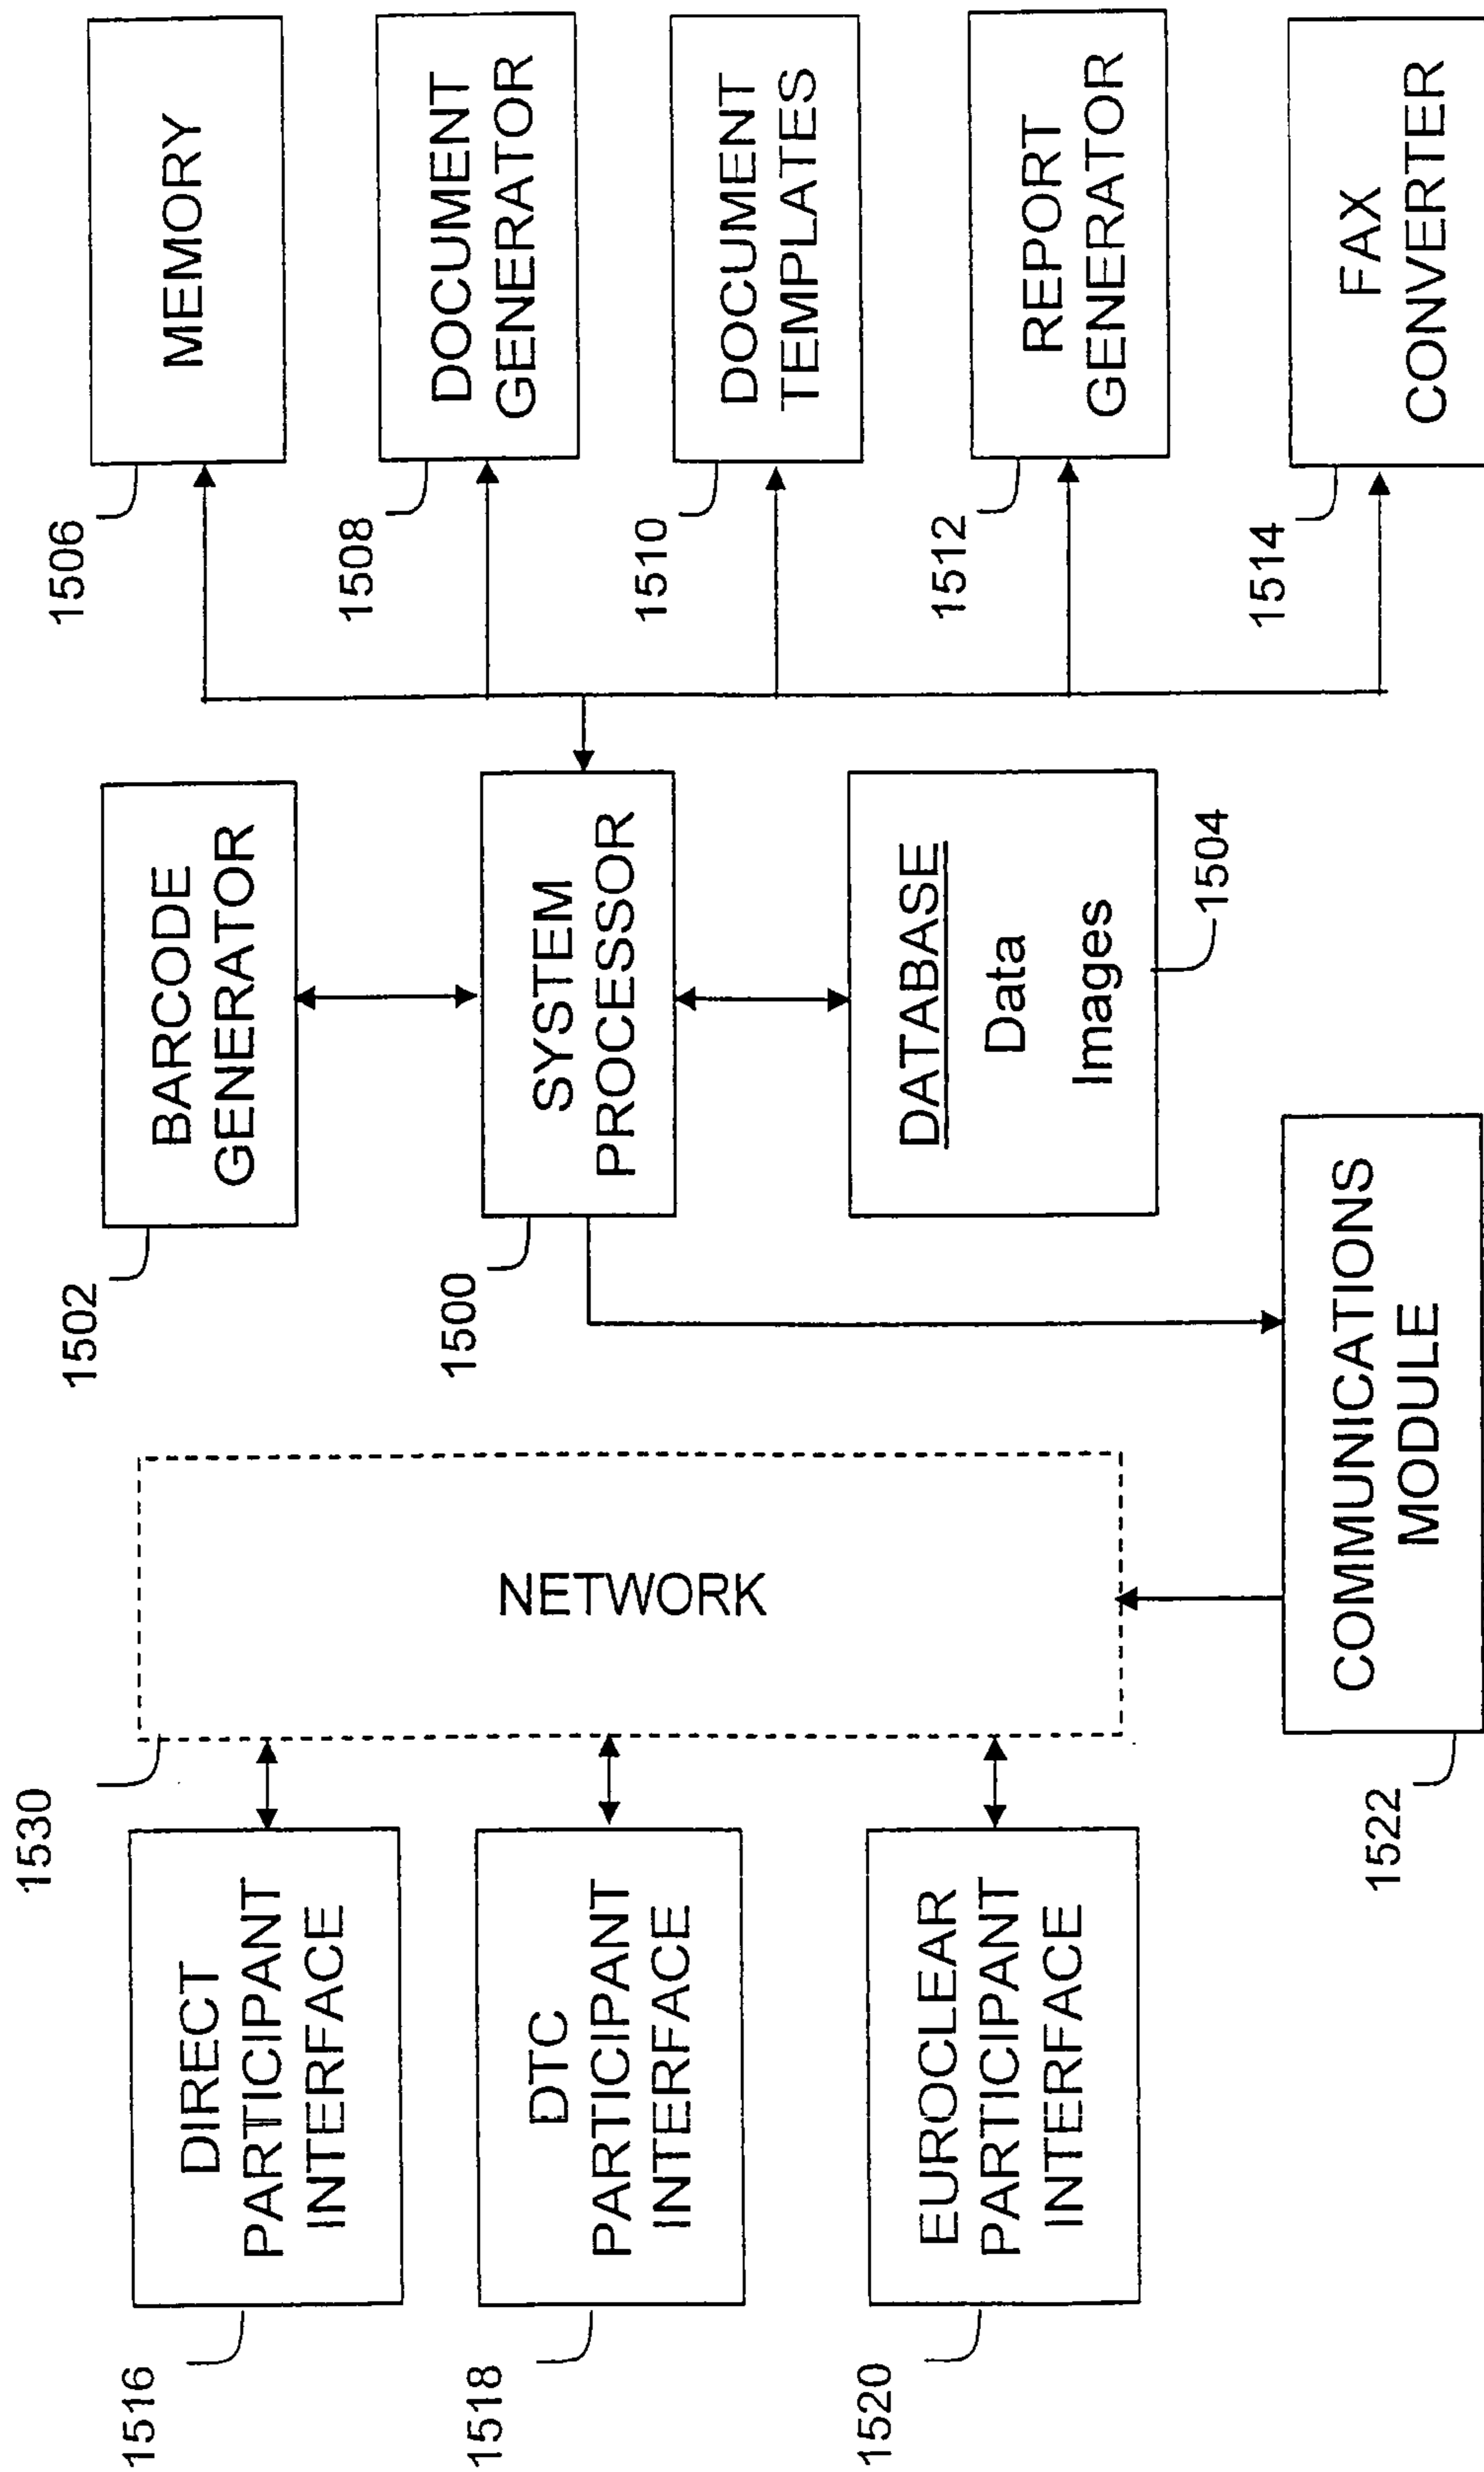 1530
1516
DIRECT
PARTICIPANT
INTERFACE
1518
DTC
PARTICIPANT
INTERFACE
1520
EUROCLEAR
PARTICIPANT
INTERFACE
NETWORK
1522
COMMUNICATIONS
MODULE
1502
BARCODE
GENERATOR
1500
SYSTEM
PROCESSOR
DATABASE
Data
Images
1504
1506
MEMORY
1508
DOCUMENT
GENERATOR
1510
DOCUMENT
TEMPLATES
1512
REPORT
GENERATOR
1514
FAX
CONVERTER